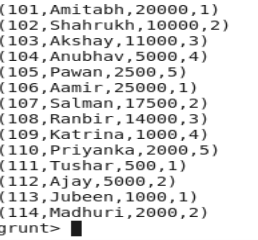 (101,Amitabh,20000,1)
(102,Shahrukh,10000,2)
(103,Akshay,11000,3)
(104,Anubhav,5000,4)
(105,Pawan,2500,5)
(106,Aamir,25000,1)
(107,Salman,17500,2)
(108,Ranbir,14000,3)
(109,Katrina,1000,4)
(110,Priyanka,2000,5)
(111,Tushar,500,1)
(112,Ajay,5000,2)
(113,Jubeen,1000,1)
(114,Madhuri,2000,2)
grunt>